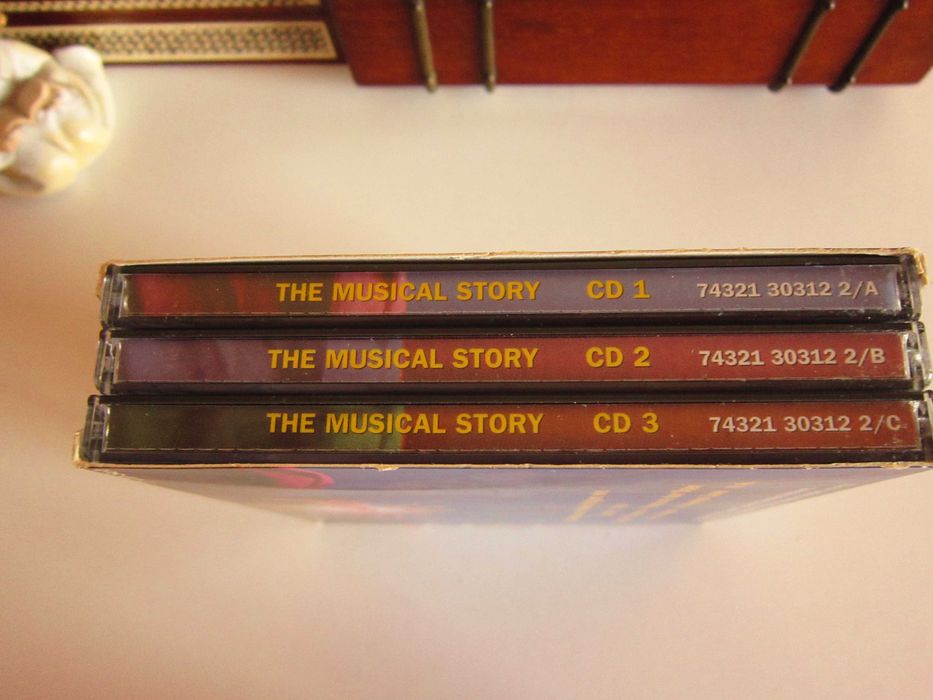 THE MUSICAL STORY CD 1 74321 30312 2/A
THE MUSICAL STORY CD 2 74321 30312 2/B
THE MUSICAL STORY CD 3 74321 30312 2/C